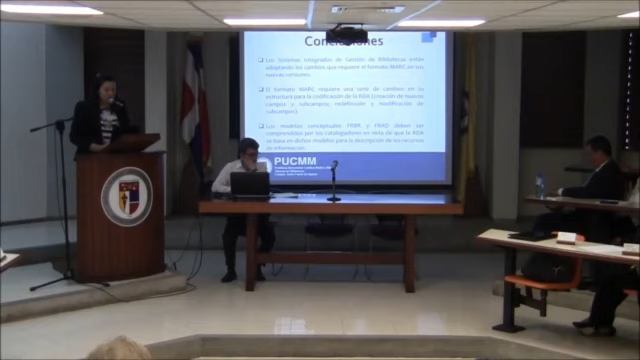 Conclusiones
Los Sistemas Integrados de Gestión de Bibliotecas están
adoptando los cambios que requiere el formato MARC en sus
nuevas versiones.
El formato MARC requiere una serie de cambios en su
estructura para la codificación de la RDA (creación de nuevos
campos y subcampos; redefinición y modificación de
subcampos).
Los modelos conceptuales FRBR y FRAD deben ser
comprendidos por los catalogadores en vista de que la RDA
se basa en dichos modelos para la descripción de los recursos
de información.
PUCMM